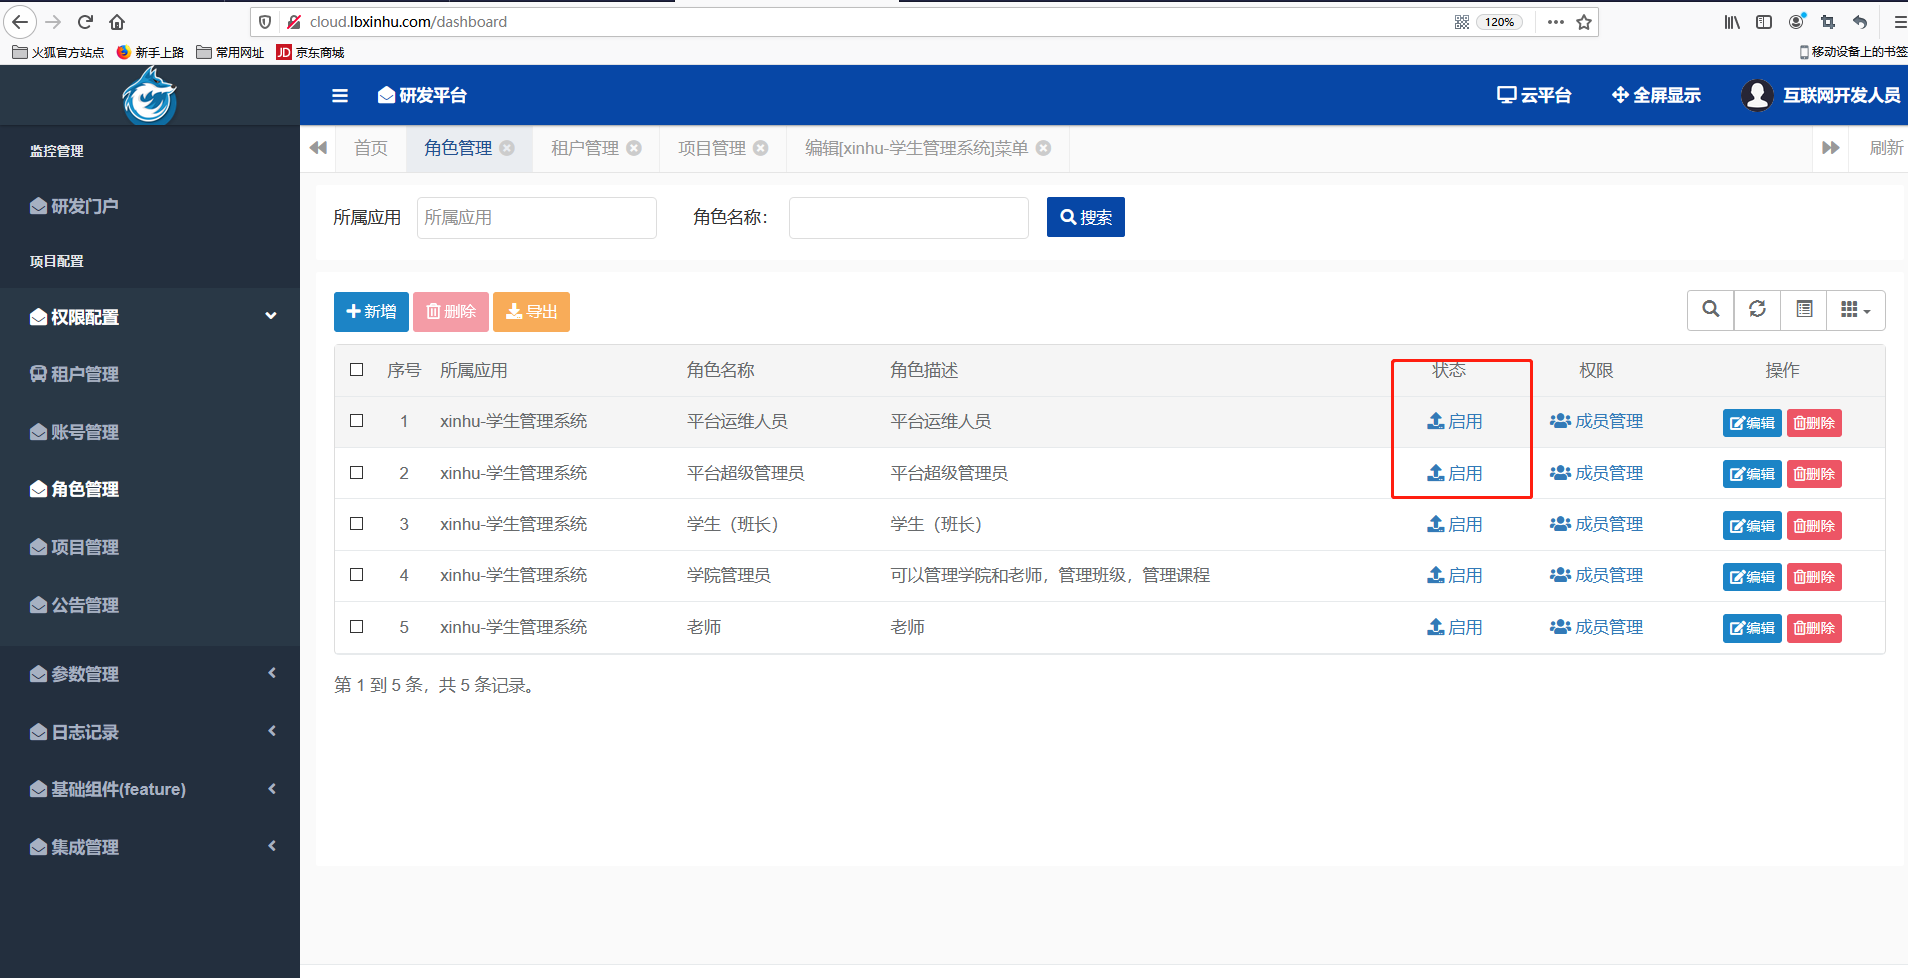 cloud.lbxinhu.com/dashboard
120%
火狐官方站点 新手上路 常用网址 JD 京东商城
移动设备上的书签
研发平台
云平台 全屏显示 互联网开发人员
首页 角色管理 租户管理 项目管理 编辑[xinhu-学生管理系统]菜单 刷新
监控管理
研发门户
项目配置
权限配置
租户管理
账号管理
角色管理
项目管理
公告管理
参数管理
日志记录
基础组件(feature)
集成管理
所属应用 所属应用 角色名称： 搜索
新增 删除 导出
序号 所属应用 角色名称 角色描述 状态 权限 操作
1 xinhu-学生管理系统 平台运维人员 平台运维人员 启用 成员管理 编辑 删除
2 xinhu-学生管理系统 平台超级管理员 平台超级管理员 启用 成员管理 编辑 删除
3 xinhu-学生管理系统 学生（班长） 学生（班长） 启用 成员管理 编辑 删除
4 xinhu-学生管理系统 学院管理员 可以管理学院和老师，管理班级，管理课程 启用 成员管理 编辑 删除
5 xinhu-学生管理系统 老师 老师 启用 成员管理 编辑 删除
第 1 到 5 条，共 5 条记录。